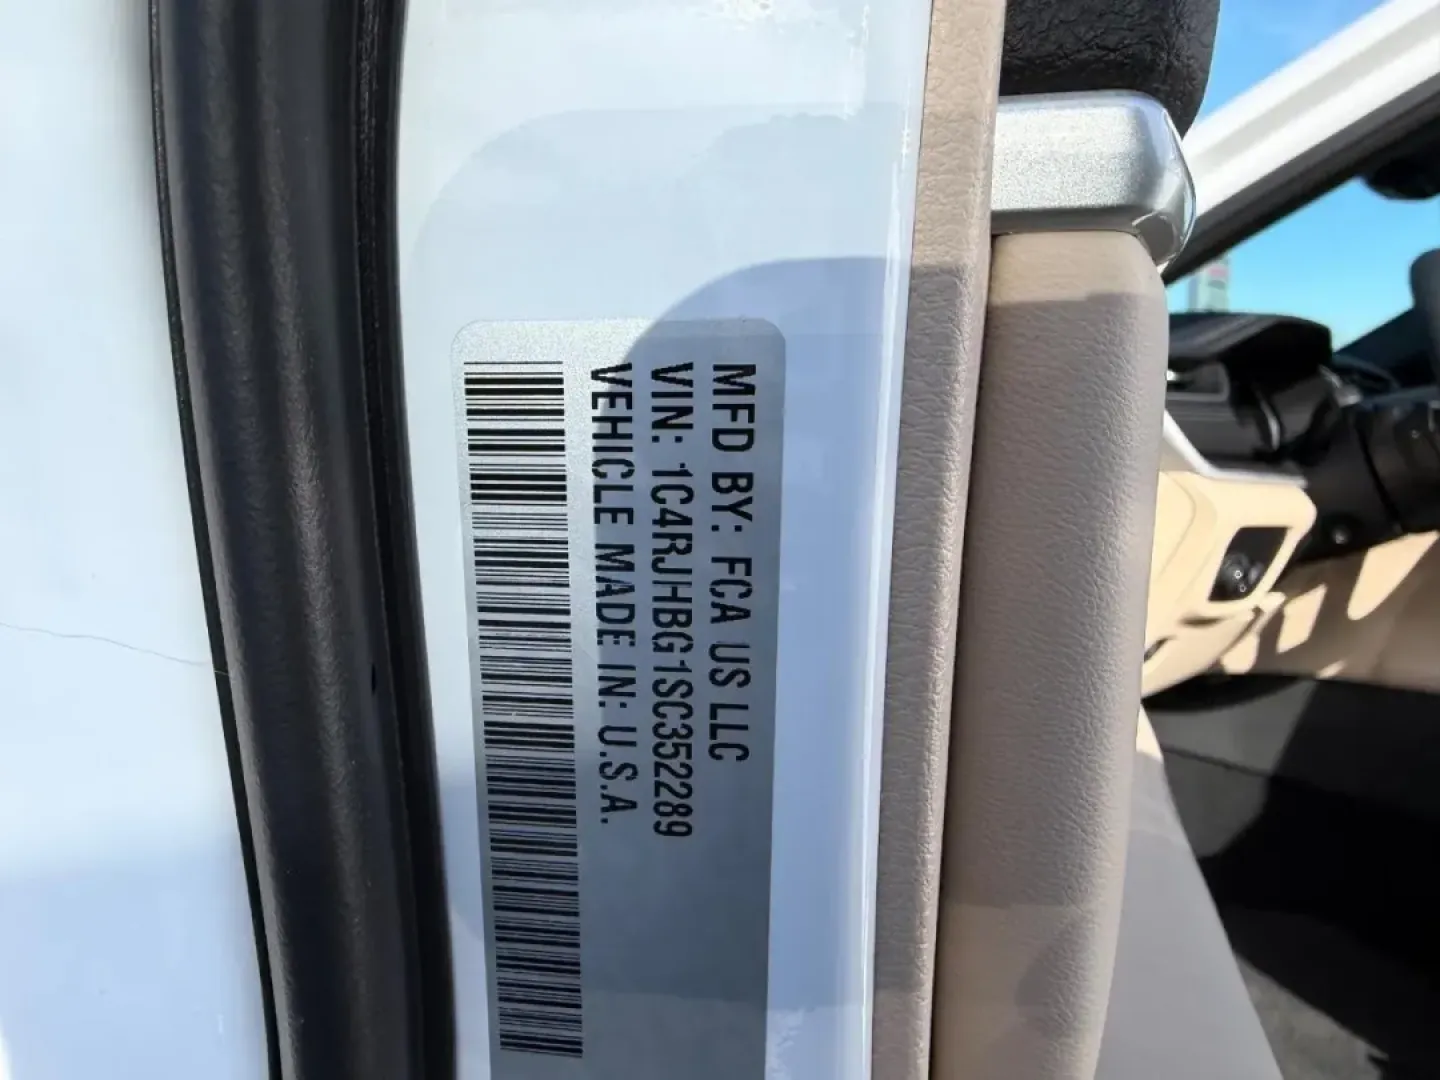 MFD BY: FCA US LLC
VIN: 1C4RJHBG1SC352289
VEHICLE MADE IN: U.S.A.